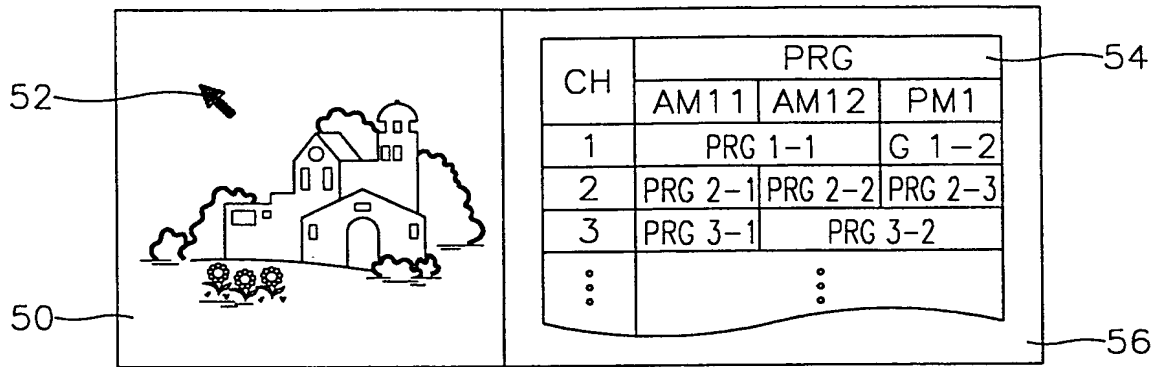 PRG 54
CH
52 AM11 AM12 PM1
1 PRG 1-1 G 1-2
2 PRG 2-1 PRG 2-2 PRG 2-3
3 PRG 3-1 PRG 3-2
50
56